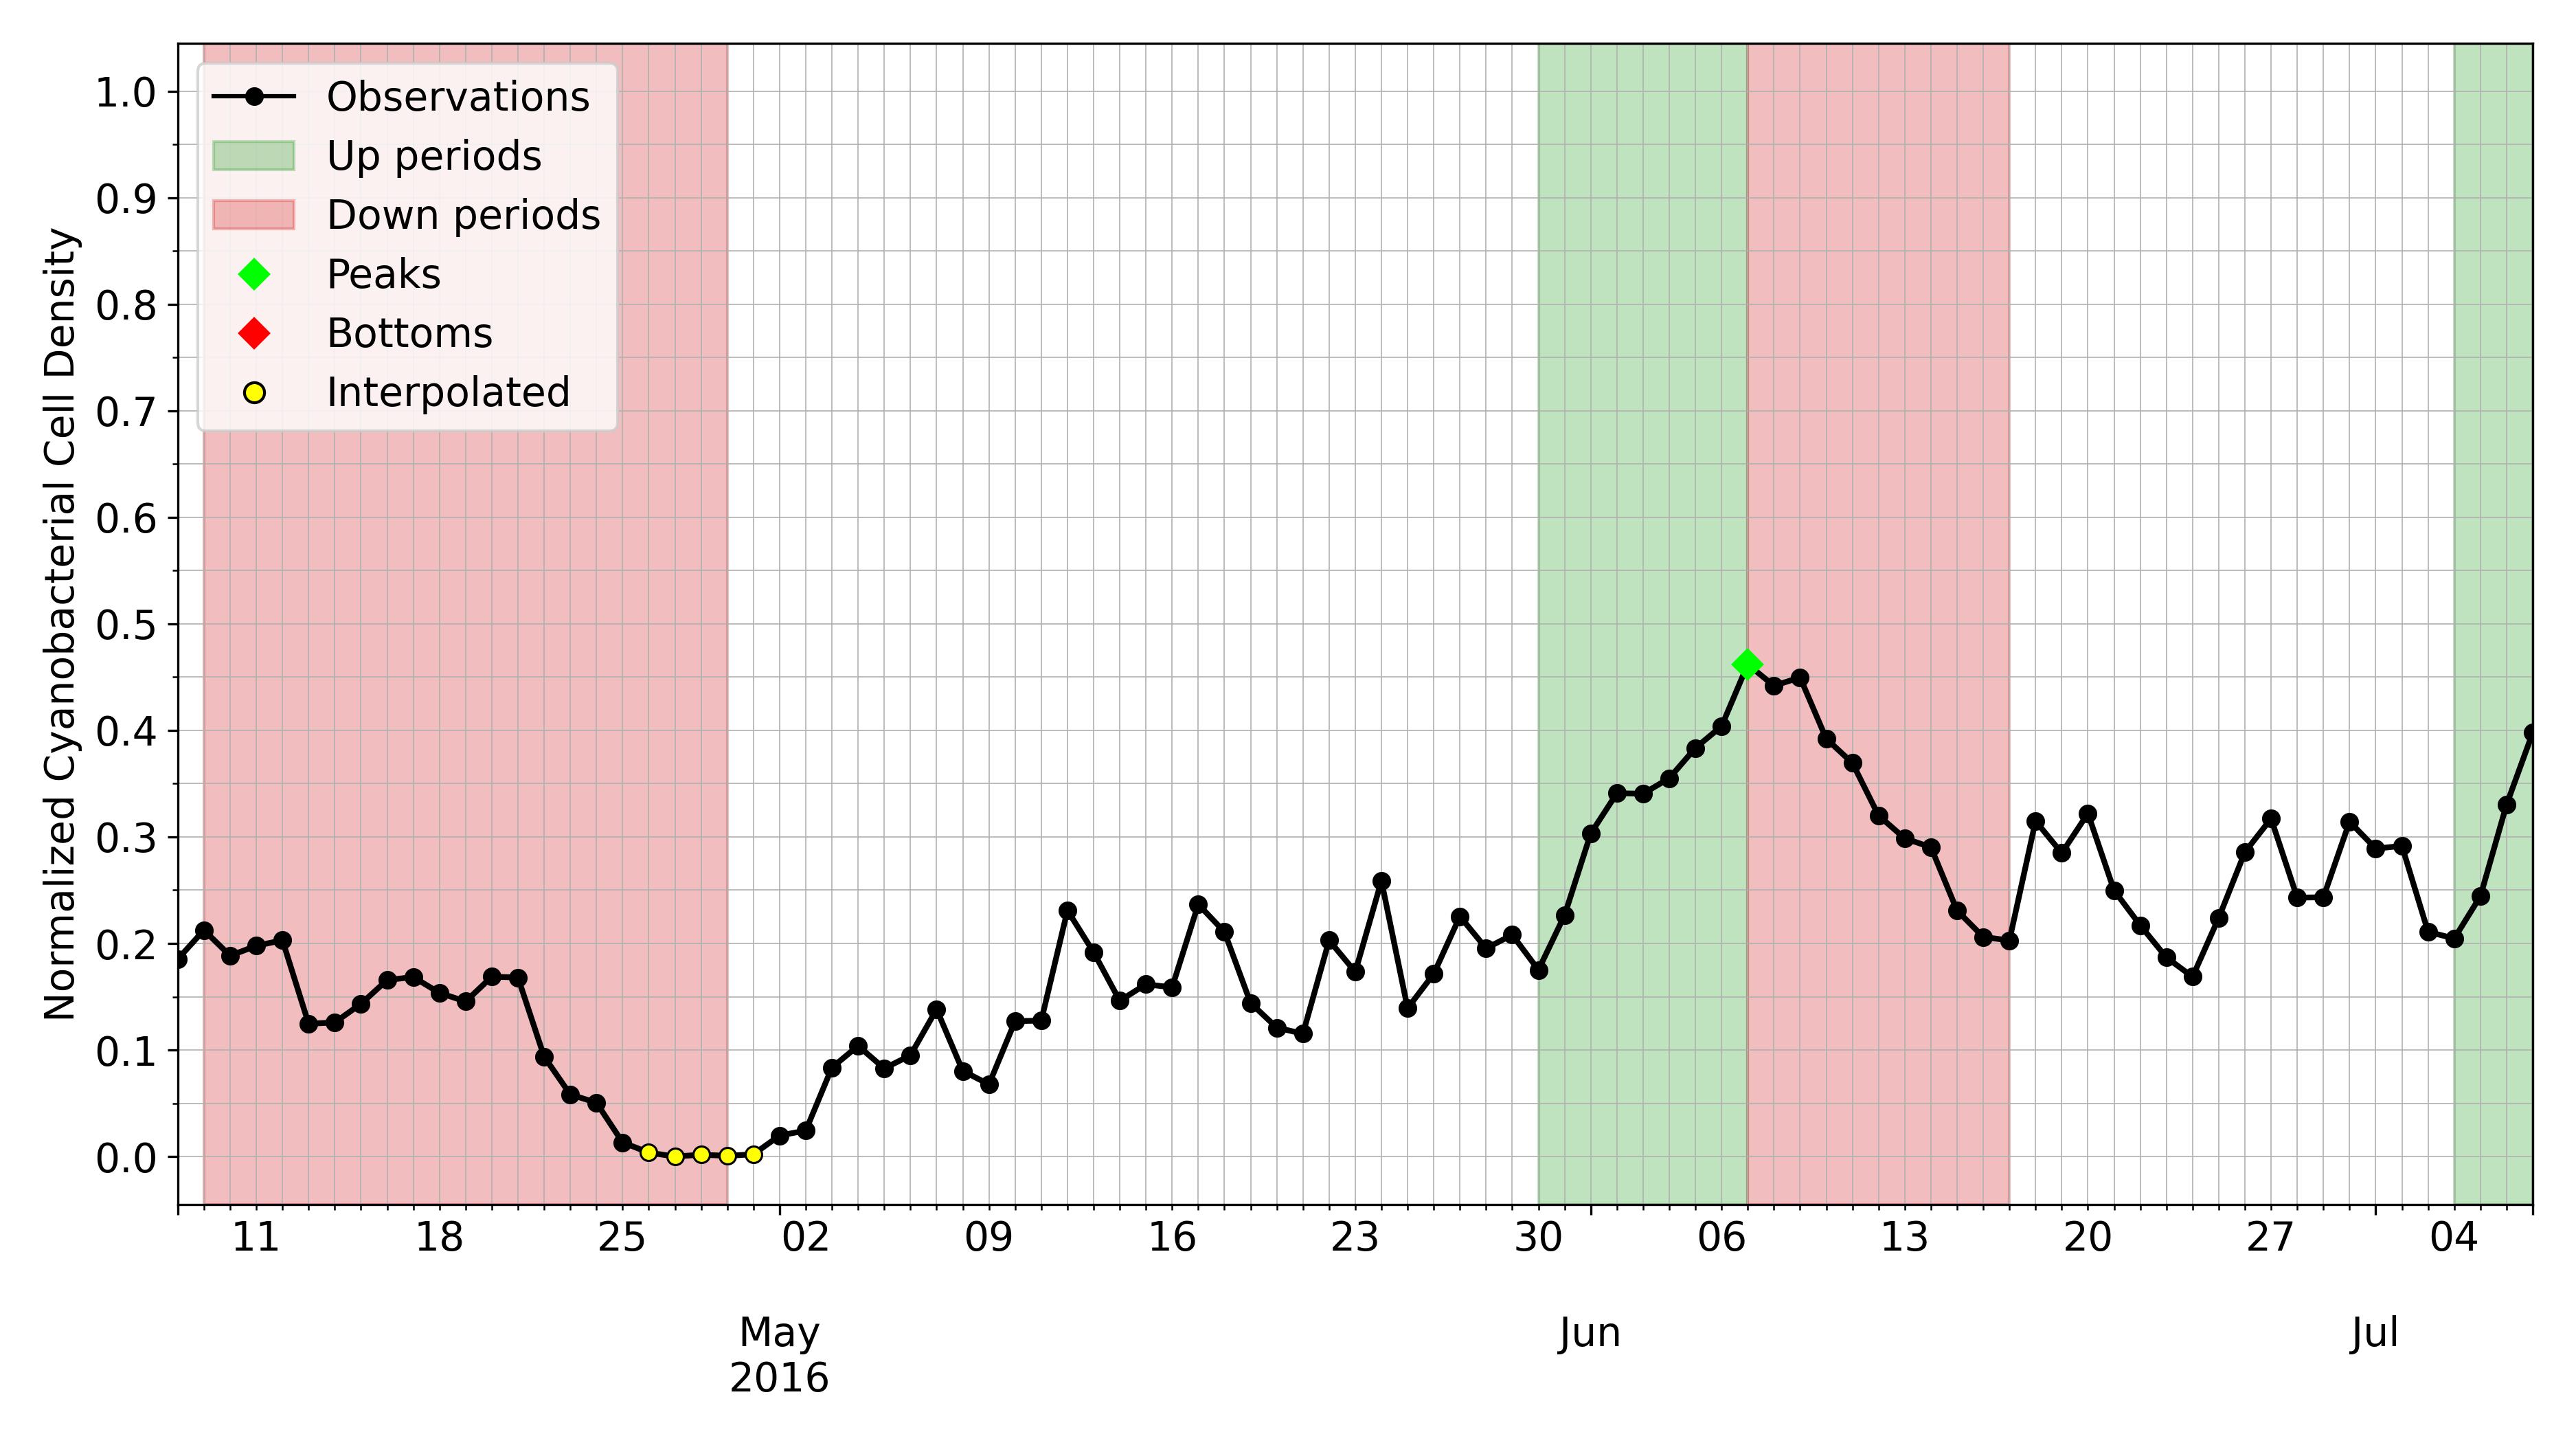 Normalized Cyanobacterial Cell Density
1.0
0.9
0.8
0.7
0.6
0.5
0.4
0.3
0.2
0.1
0.0
Observations
Up periods
Down periods
Peaks
Bottoms
Interpolated
11 18 25 02 09 16 23 30 06 13 20 27 04
May Jun Jul
2016